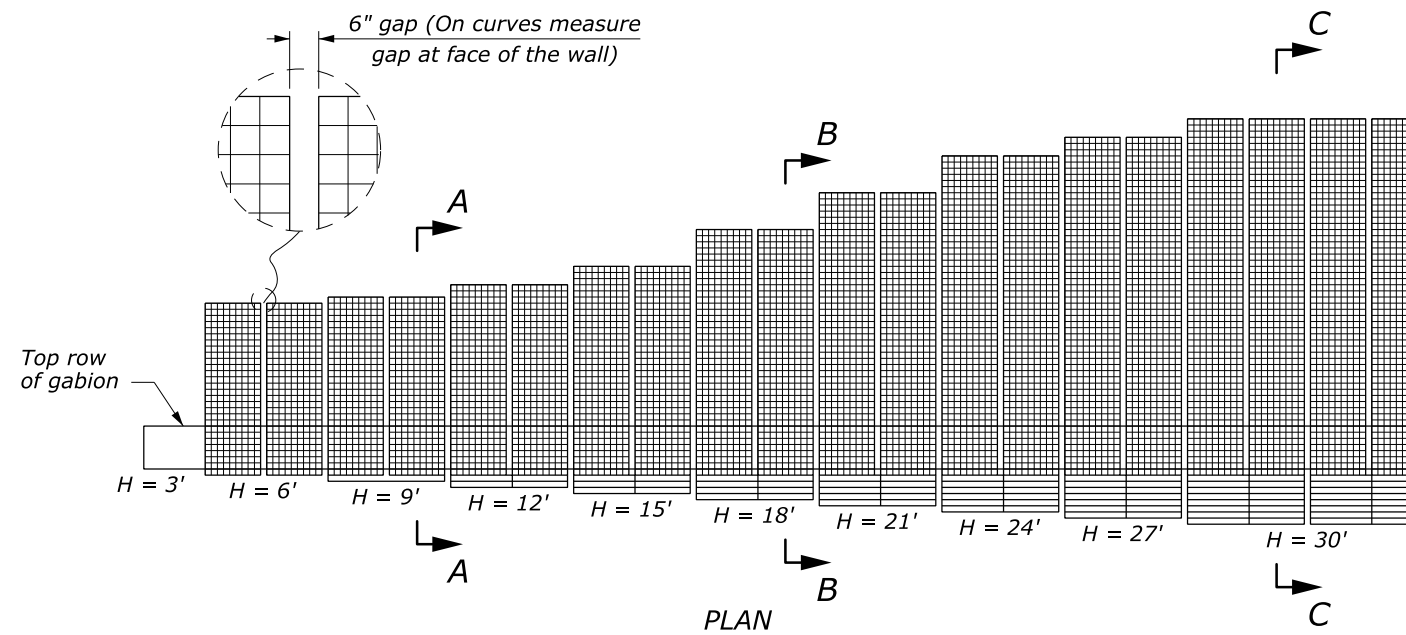 6" gap (On curves measure
gap at face of the wall)
C
B
A
Top row
of gabion
H = 3'
H = 6'
H = 9'
H = 12'
H = 15'
H = 18'
H = 21'
H = 24'
H = 27'
H = 30'
A
B
C
PLAN